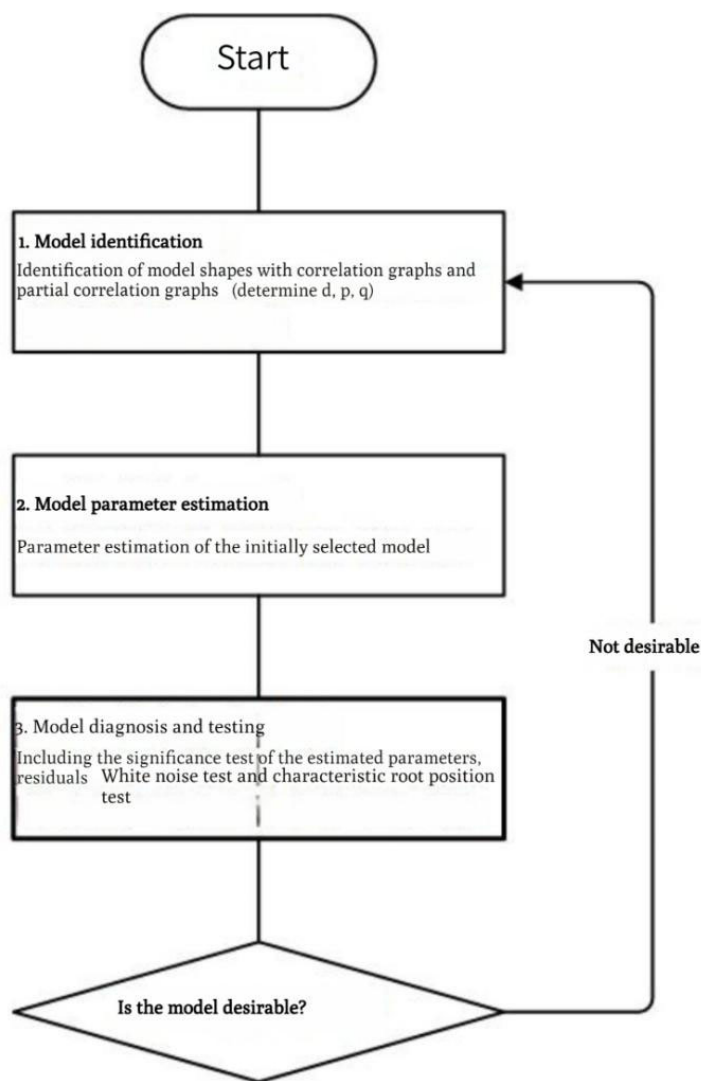 Start
1. Model identification
Identification of model shapes with correlation graphs and
partial correlation graphs (determine d, p, q)
2. Model parameter estimation
Parameter estimation of the initially selected model
Not desirable
3. Model diagnosis and testing
Including the significance test of the estimated parameters,
residuals White noise test and characteristic root position
test
Is the model desirable?